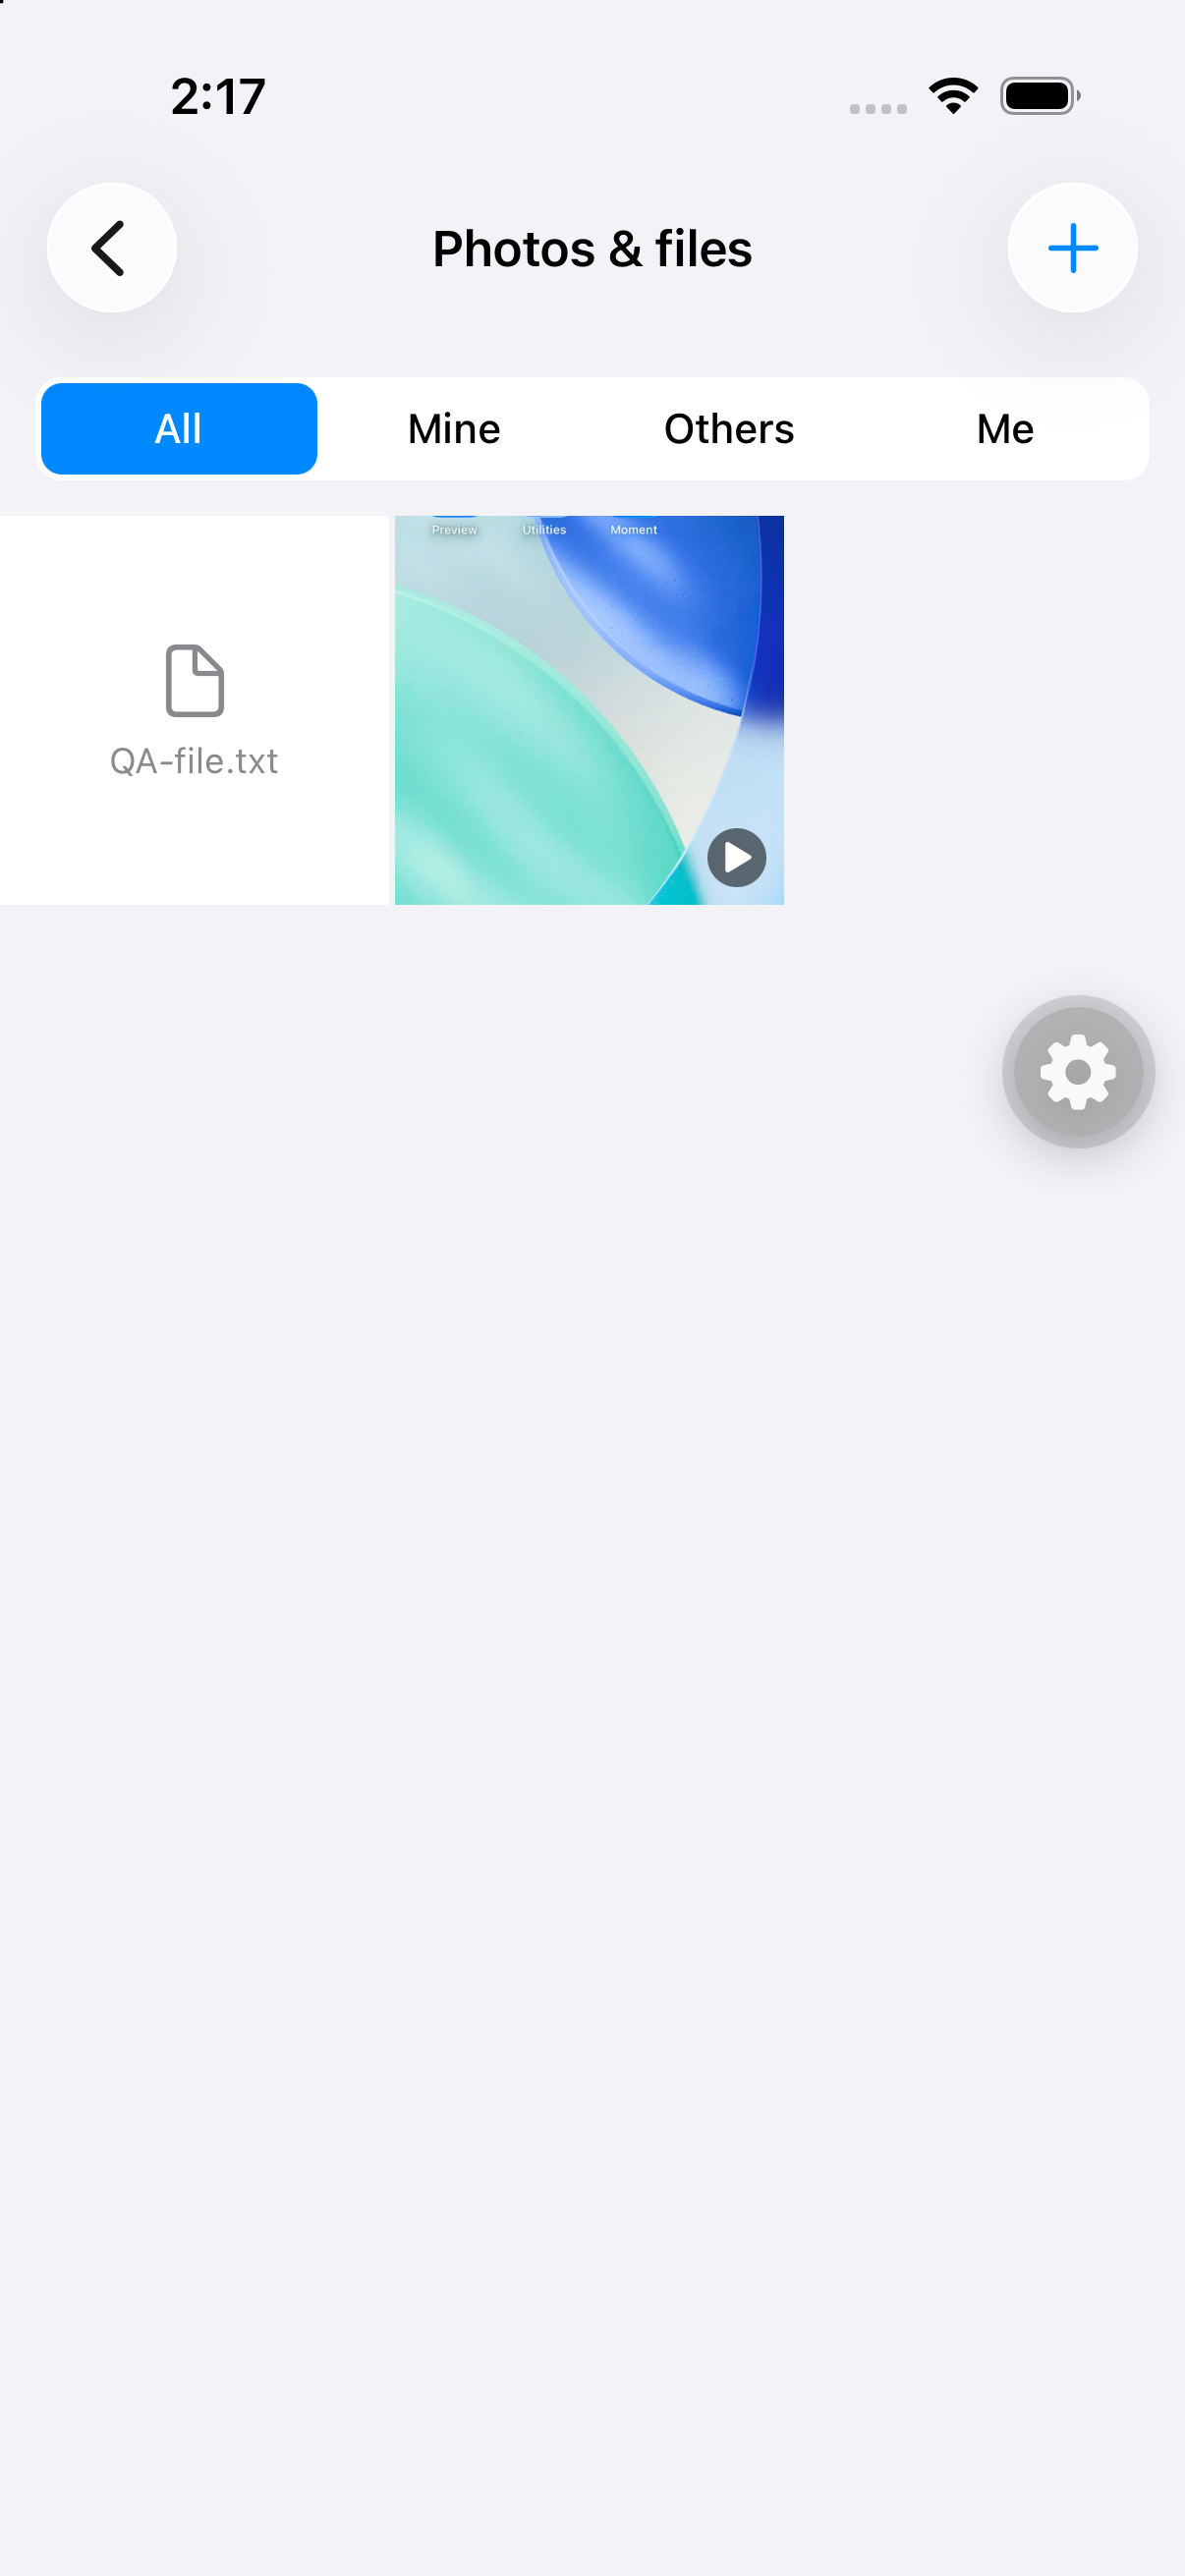 2:17
Photos & files
All
Mine
Others
Me
Preview
Utilities
Moment
QA-file.txt